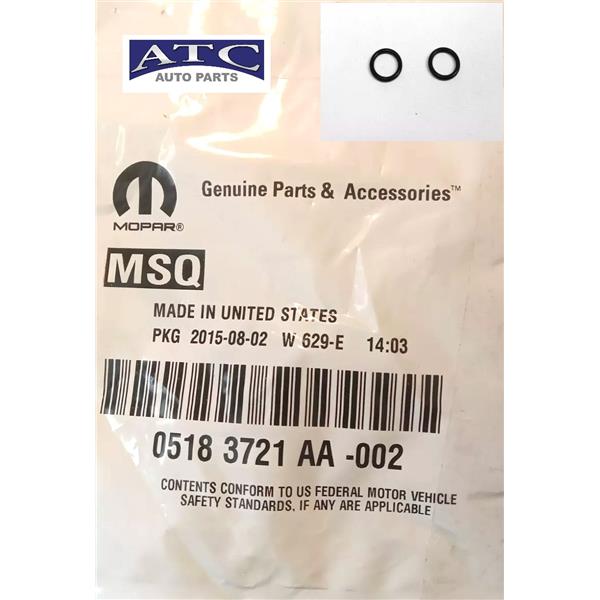 ATC
AUTO PARTS
Genuine Parts & Accessories™
MOPAR®
MSQ
MADE IN UNITED STATES
PKG 2015-08-02 W 629-E 14:03
0518 3721 AA -002
CONTENTS CONFORM TO US FEDERAL MOTOR VEHICLE
SAFETY STANDARDS, IF ANY ARE APPLICABLE